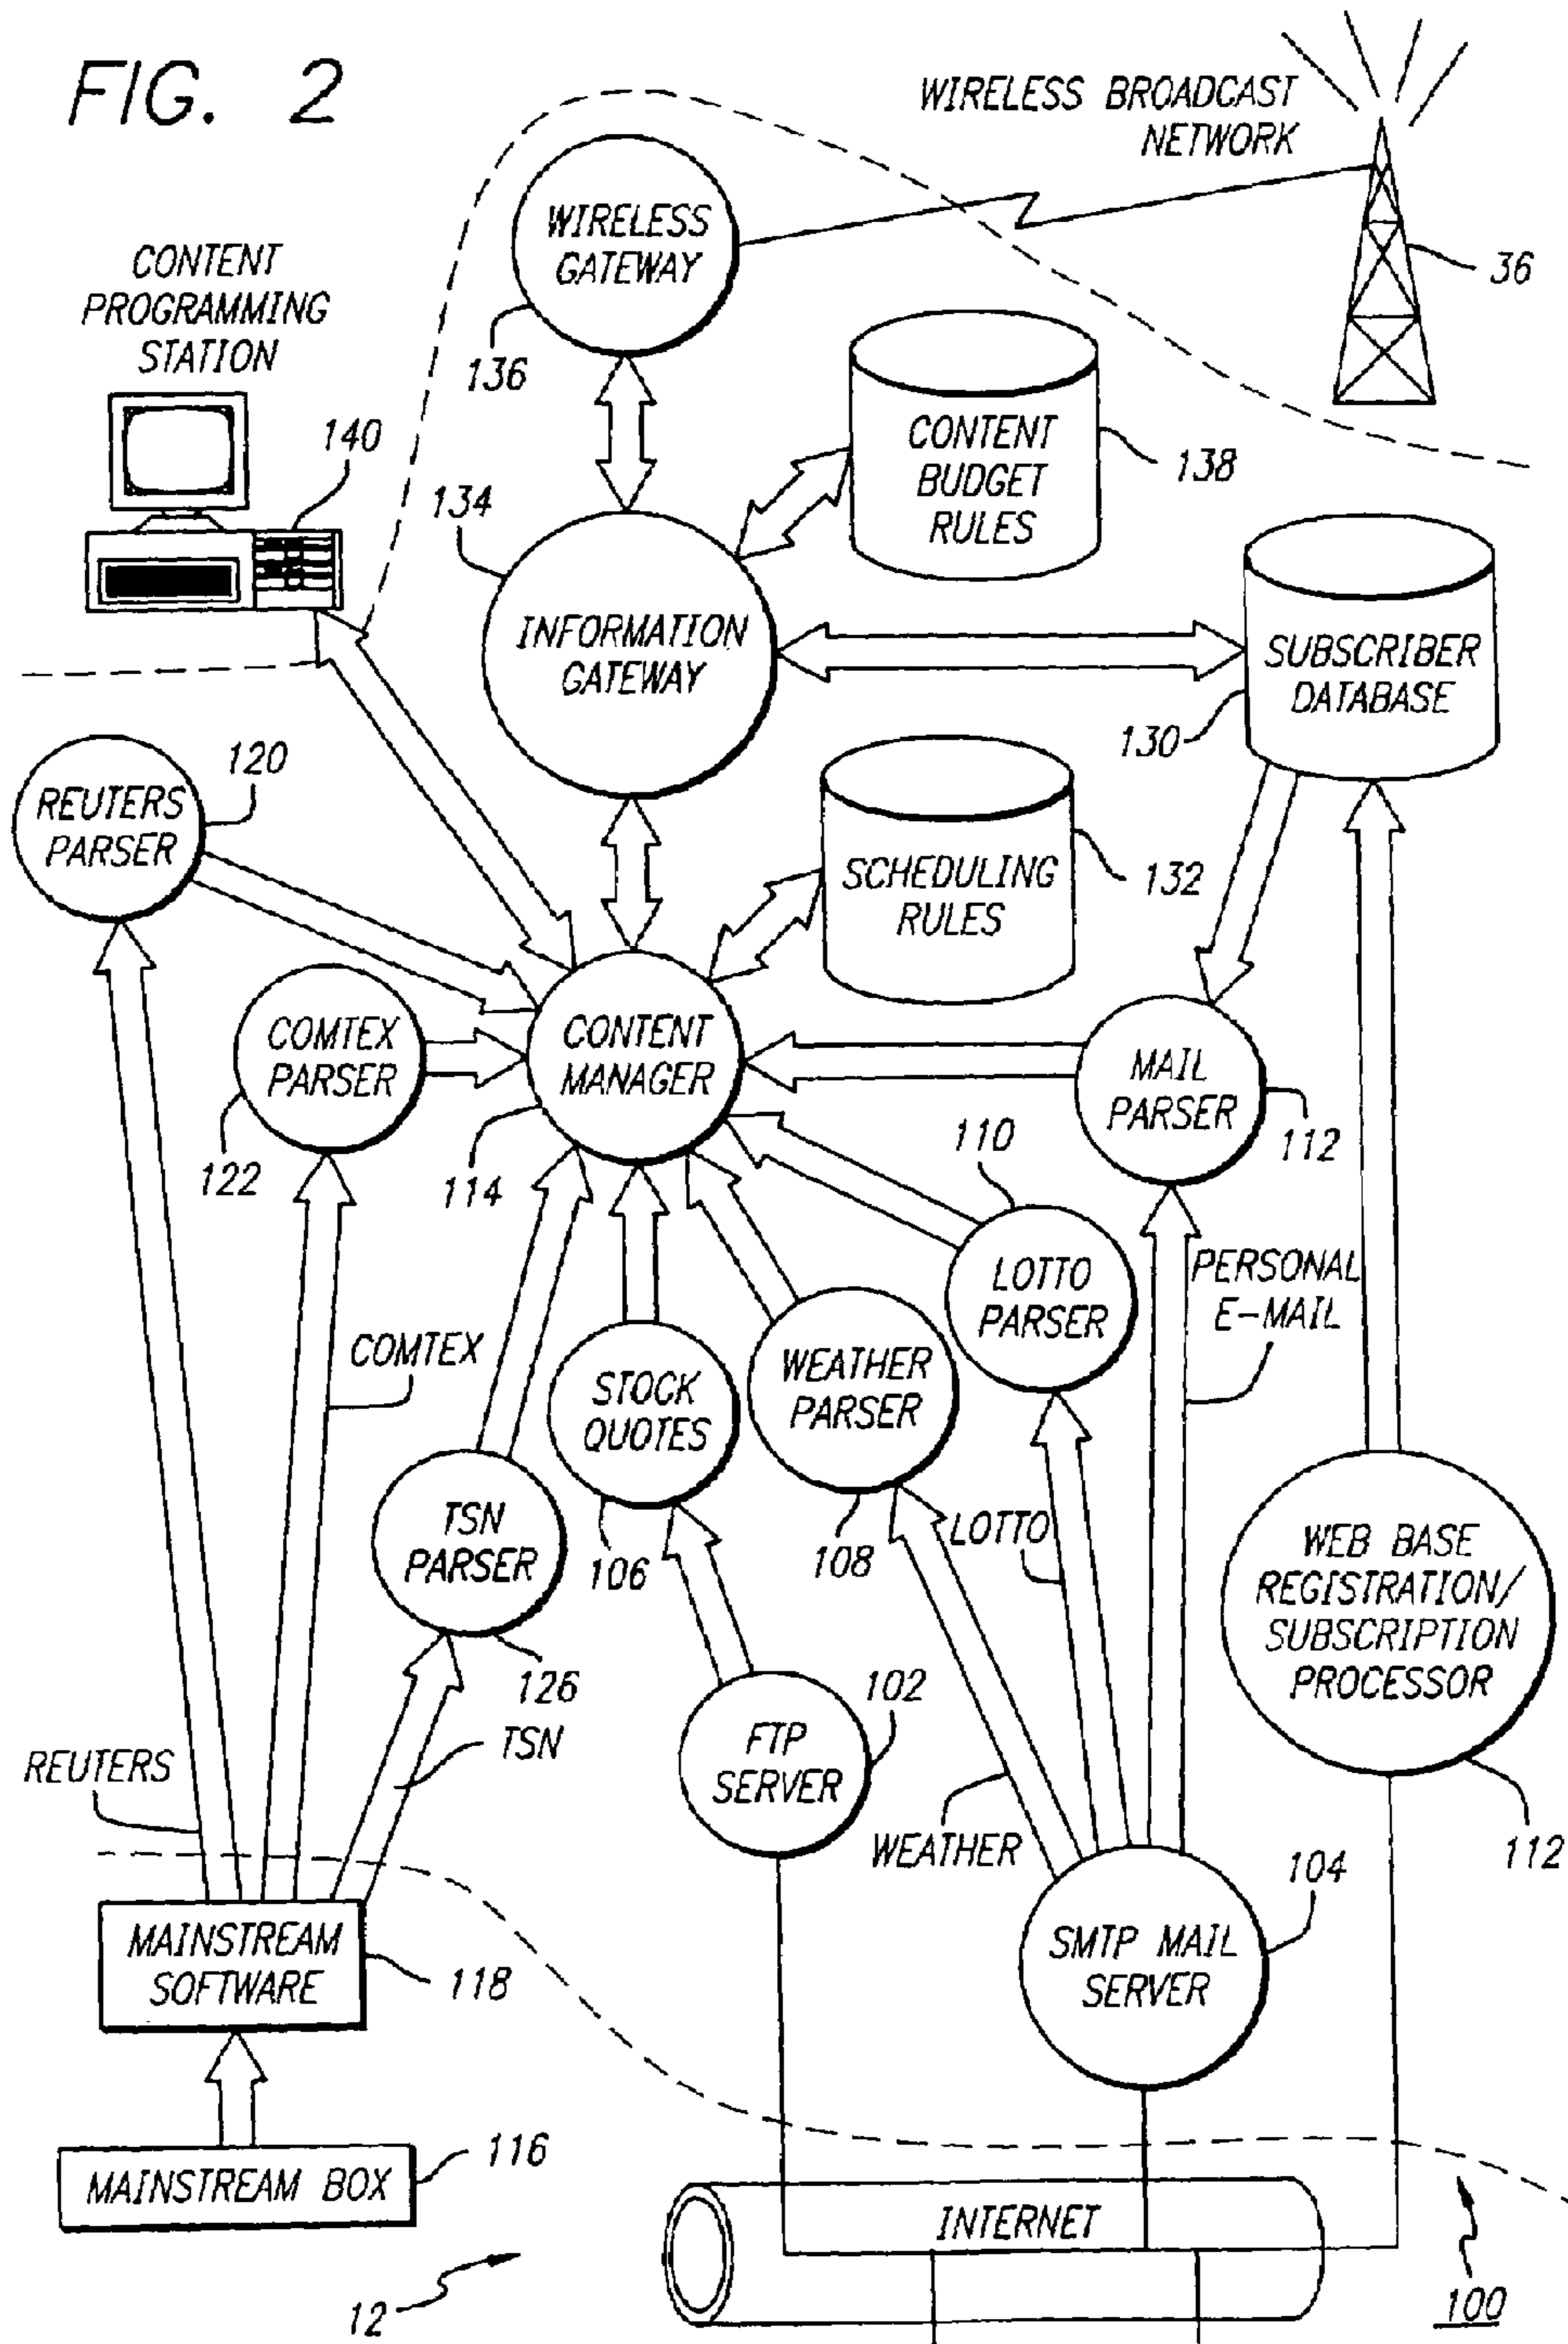 FIG. 2
WIRELESS BROADCAST
NETWORK
WIRELESS
GATEWAY
36
CONTENT
PROGRAMMING
STATION
136
140
CONTENT
BUDGET
RULES
138
134
INFORMATION
GATEWAY
SUBSCRIBER
DATABASE
130
120
REUTERS
PARSER
SCHEDULING
RULES
132
COMTEX
PARSER
CONTENT
MANAGER
MAIL
PARSER
122
114
110
112
LOTTO
PARSER
PERSONAL
E-MAIL
COMTEX
STOCK
QUOTES
WEATHER
PARSER
TSN
PARSER
106
108
LOTTO
WEB BASE
REGISTRATION/
SUBSCRIPTION
PROCESSOR
126
TSN
102
FTP
SERVER
REUTERS
WEATHER
112
104
MAINSTREAM
SOFTWARE
118
SMTP MAIL
SERVER
116
MAINSTREAM BOX
INTERNET
12
100